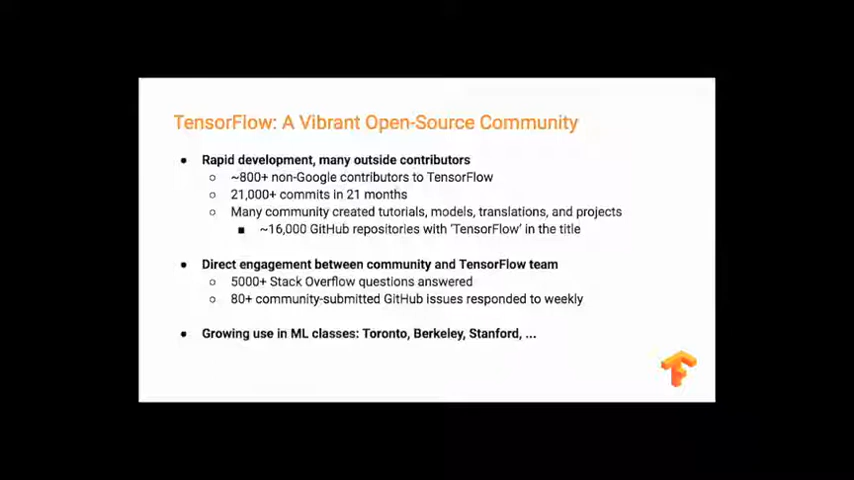 TensorFlow: A Vibrant Open-Source Community
● Rapid development, many outside contributors
○ ~800+ non-Google contributors to TensorFlow
○ 21,000+ commits in 21 months
○ Many community created tutorials, models, translations, and projects
■ ~16,000 GitHub repositories with ‘TensorFlow’ in the title
● Direct engagement between community and TensorFlow team
○ 5000+ Stack Overflow questions answered
○ 80+ community-submitted GitHub issues responded to weekly
● Growing use in ML classes: Toronto, Berkeley, Stanford, ...